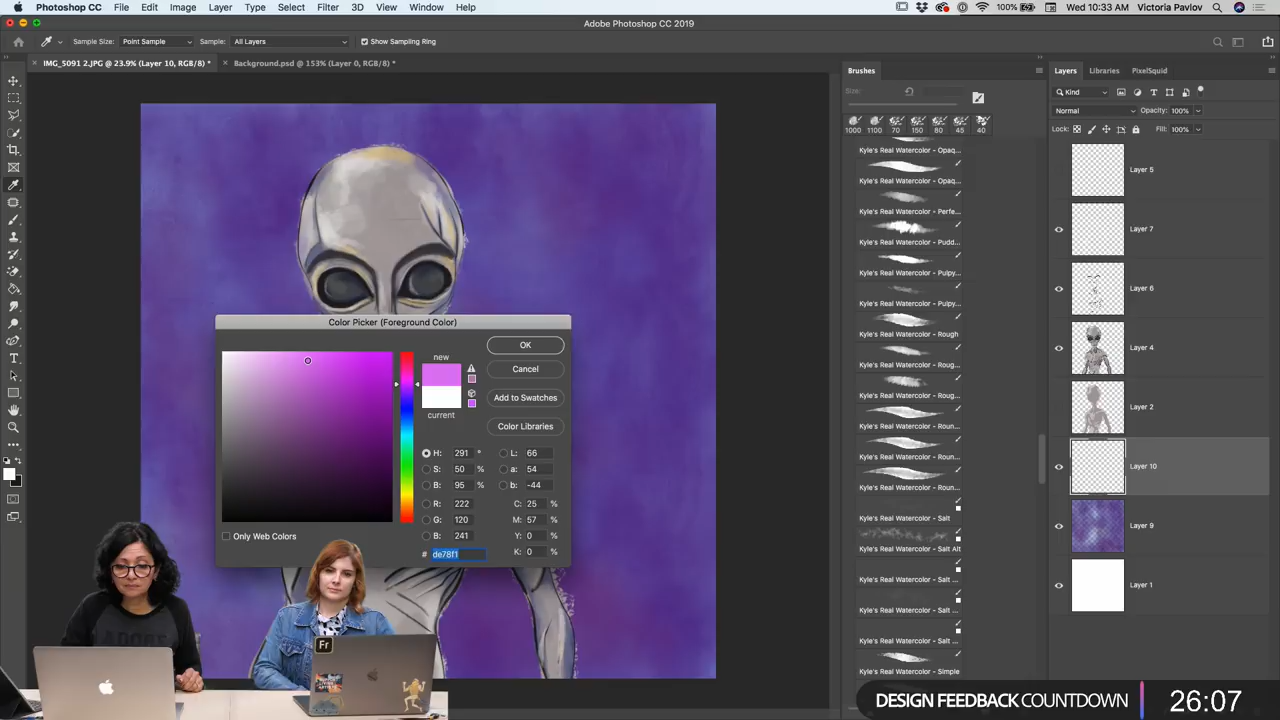 Photoshop CC File Edit Image Layer Type Select Filter 3D View Window Help 100% Wed 10:33 AM Victoria Pavlov
Adobe Photoshop CC 2019
Sample Size: Point Sample Sample: All Layers Show Sampling Ring
IMG_5091 2.JPG @ 23.9% (Layer 10, RGB/8) * Background.psd @ 153% (Layer 0, RGB/8) *
Brushes
Size:
1000 1100 70 150 80 45 40
Kyle's Real Watercolor - Opaq...
Kyle's Real Watercolor - Opaq...
Kyle's Real Watercolor - Perfe...
Kyle's Real Watercolor - Pudd...
Kyle's Real Watercolor - Pulpy...
Kyle's Real Watercolor - Pulpy...
Kyle's Real Watercolor - Rough
Kyle's Real Watercolor - Roug...
Kyle's Real Watercolor - Roug...
Kyle's Real Watercolor - Roun...
Kyle's Real Watercolor - Roun...
Kyle's Real Watercolor - Roun...
Kyle's Real Watercolor - Salt
Kyle's Real Watercolor - Salt Alt
Kyle's Real Watercolor - Salt ...
Kyle's Real Watercolor - Salt ...
Kyle's Real Watercolor - Salt ...
Kyle's Real Watercolor - Simple
Layers Libraries PixelSquid
Kind
Normal Opacity: 100%
Lock: Fill: 100%
Layer 5
Layer 7
Layer 6
Layer 4
Layer 2
Layer 10
Layer 9
Layer 1
Color Picker (Foreground Color)
new
current
OK
Cancel
Add to Swatches
Color Libraries
H: 291 ° L: 66
S: 50 % a: 54
B: 95 % b: -44
R: 222 C: 25 %
G: 120 M: 57 %
B: 241 Y: 0 %
# de78f1 K: 0 %
Only Web Colors
Fr
DESIGN FEEDBACK COUNTDOWN 26:07